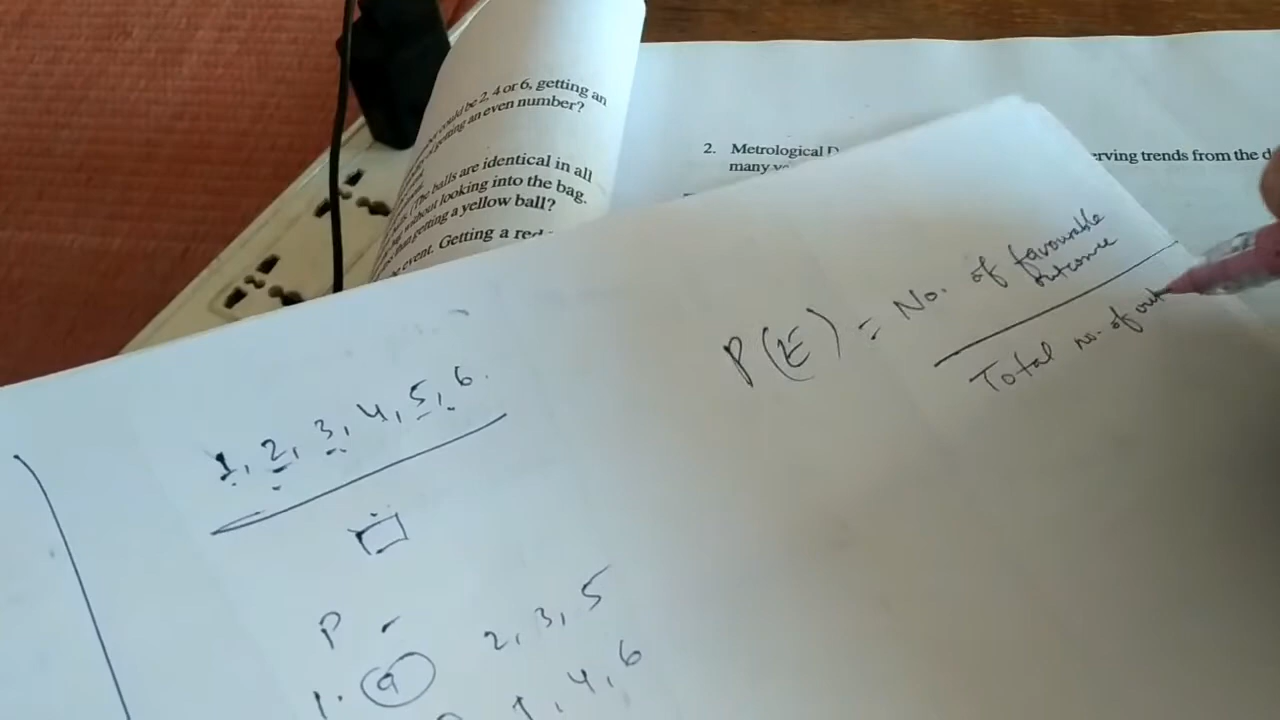 could be 2, 4 or 6, getting an
getting an even number?
balls are identical in all
without looking into the bag.
getting a yellow ball?
event. Getting a red
2. Metrological D
many
erving trends from the d
P(E) = No. of favourable
outcome
Total no. of out
1, 2, 3, 4, 5, 6.
P
1. (a) 2, 3, 5
1, 4, 6